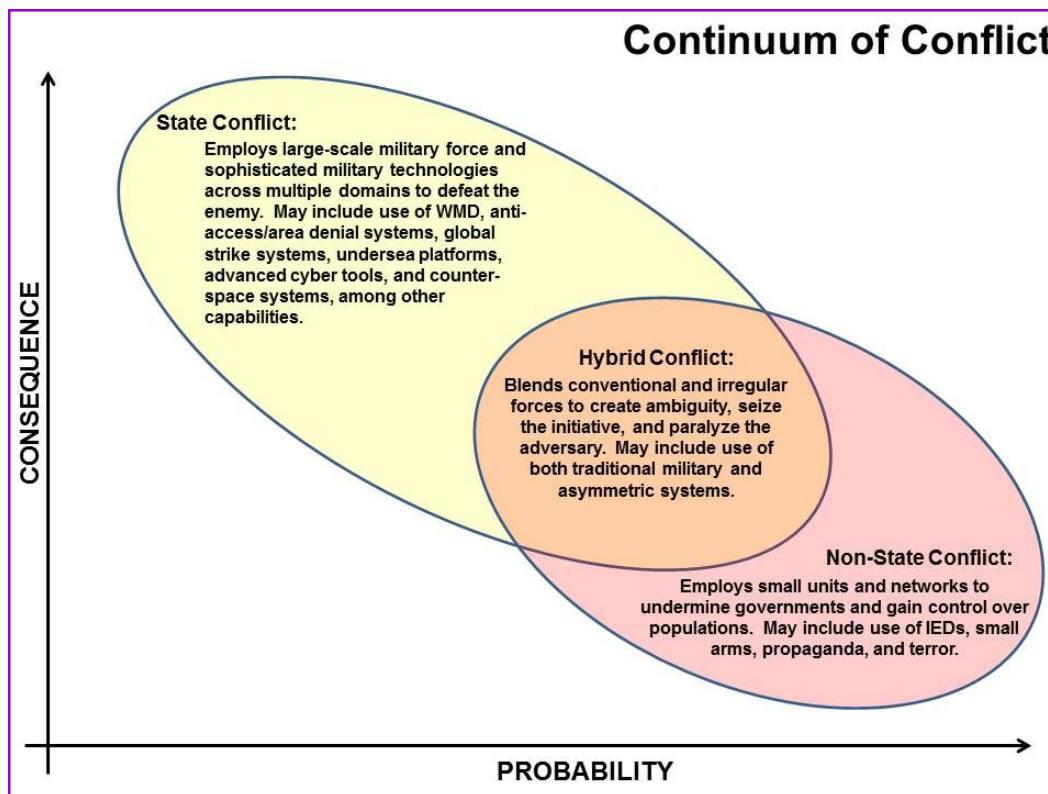 Continuum of Conflict
State Conflict:
Employs large-scale military force and
sophisticated military technologies
across multiple domains to defeat the
enemy.  May include use of WMD, anti-
access/area denial systems, global
strike systems, undersea platforms,
advanced cyber tools, and counter-
space systems, among other
capabilities.
CONSEQUENCE
Hybrid Conflict:
Blends conventional and irregular
forces to create ambiguity, seize
the initiative, and paralyze the
adversary.  May include use of
both traditional military and
asymmetric systems.
Non-State Conflict:
Employs small units and networks to
undermine governments and gain control over
populations.  May include use of IEDs, small
arms, propaganda, and terror.
PROBABILITY